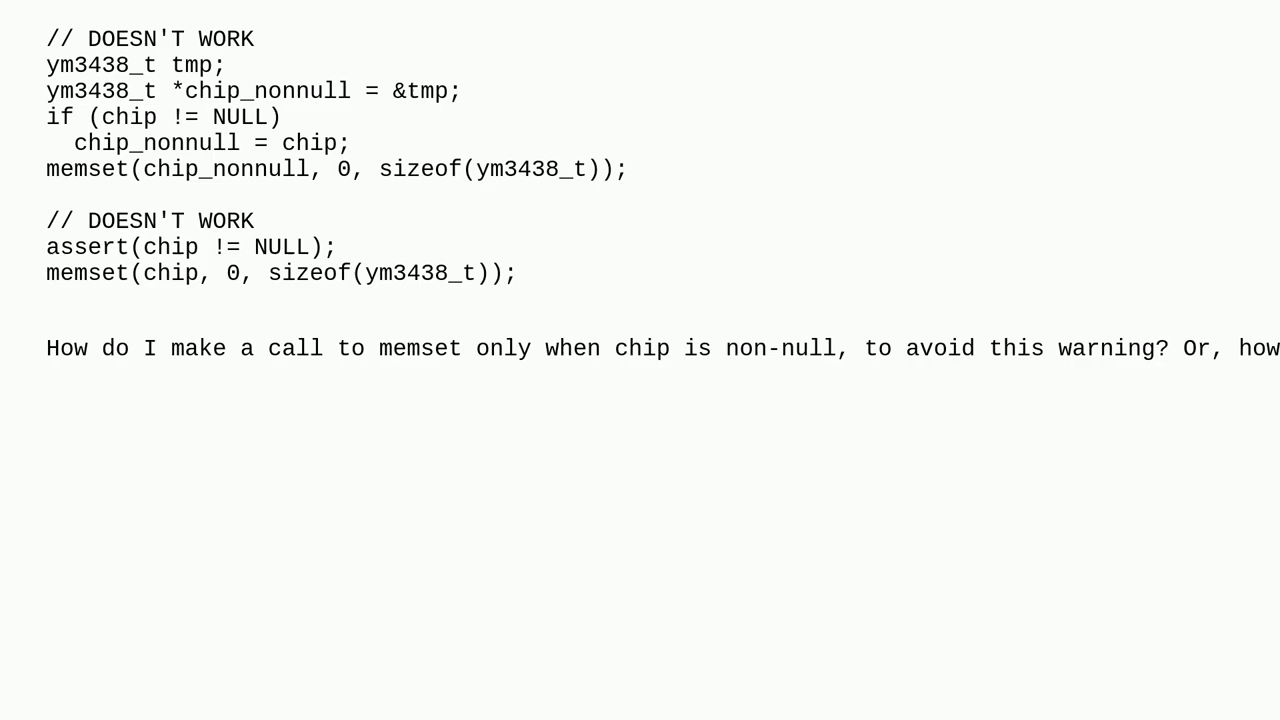 // DOESN'T WORK
ym3438_t tmp;
ym3438_t *chip_nonnull = &tmp;
if (chip != NULL)
  chip_nonnull = chip;
memset(chip_nonnull, 0, sizeof(ym3438_t));

// DOESN'T WORK
assert(chip != NULL);
memset(chip, 0, sizeof(ym3438_t));

How do I make a call to memset only when chip is non-null, to avoid this warning? Or, how